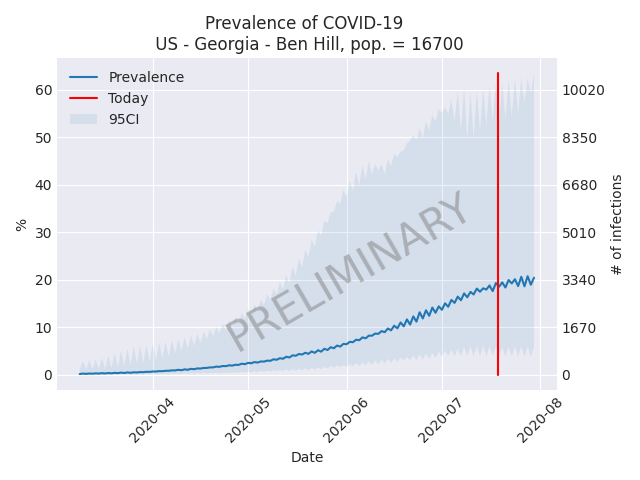 Prevalence of COVID-19
US - Georgia - Ben Hill, pop. = 16700
Prevalence
Today
95CI
PRELIMINARY
%
60
50
40
30
20
10
0
10020
8350
6680
5010
3340
1670
0
# of infections
2020-04
2020-05
2020-06
2020-07
2020-08
Date